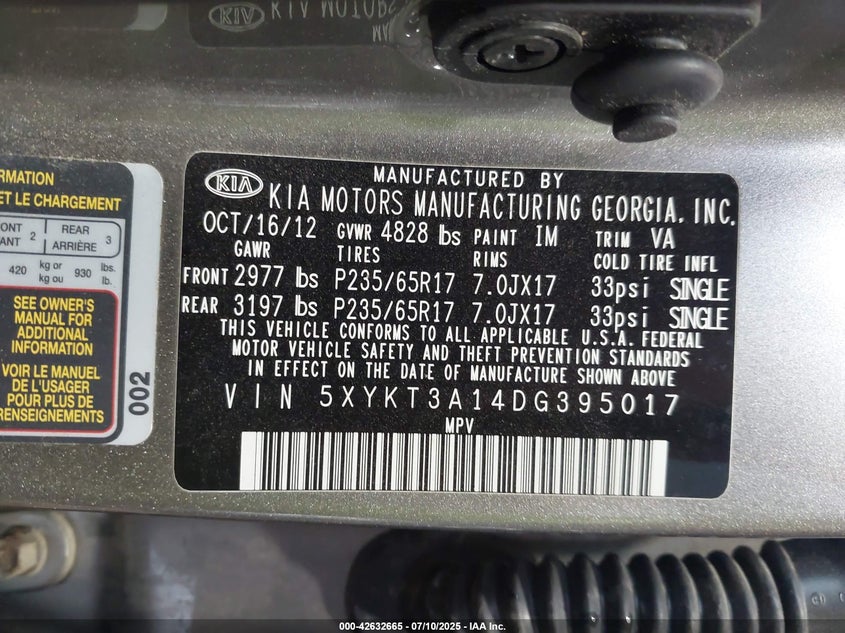 KIA
RMATION
ET LE CHARGEMENT
ONT
ANT 2
REAR
ARRIÈRE 3
420 kg or
kg ou 930 lbs.
lb.
SEE OWNER'S
MANUAL FOR
ADDITIONAL
INFORMATION
VOIR LE MANUEL
DE L'USAGER
POUR PLUS DE
RENSEIGNEMENTS
002
MANUFACTURED BY
KIA KIA MOTORS MANUFACTURING GEORGIA, INC.
OCT/16/12 GVWR 4828 lbs PAINT IM TRIM VA
GAWR TIRES RIMS COLD TIRE INFL
FRONT 2977 lbs P235/65R17 7.0JX17 33psi SINGLE
REAR 3197 lbs P235/65R17 7.0JX17 33psi SINGLE
THIS VEHICLE CONFORMS TO ALL APPLICABLE U.S.A. FEDERAL
MOTOR VEHICLE SAFETY AND THEFT PREVENTION STANDARDS
IN EFFECT ON THE DATE OF MANUFACTURE SHOWN ABOVE
VIN 5XYKT3A14DG395017
MPV
000-42632665 - 07/10/2025 - IAA Inc.